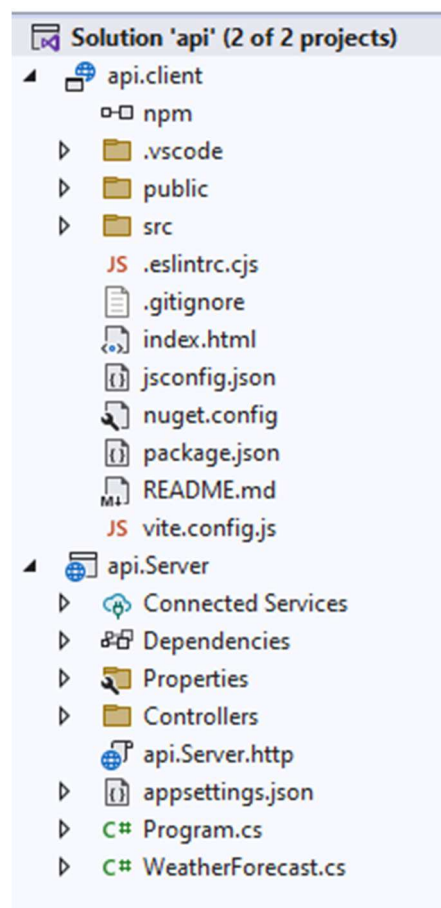 Solution 'api' (2 of 2 projects)
api.client
npm
.vscode
public
src
JS .eslintrc.cjs
.gitignore
index.html
jsconfig.json
nuget.config
package.json
M↓ README.md
JS vite.config.js
api.Server
Connected Services
Dependencies
Properties
Controllers
api.Server.http
appsettings.json
C# Program.cs
C# WeatherForecast.cs